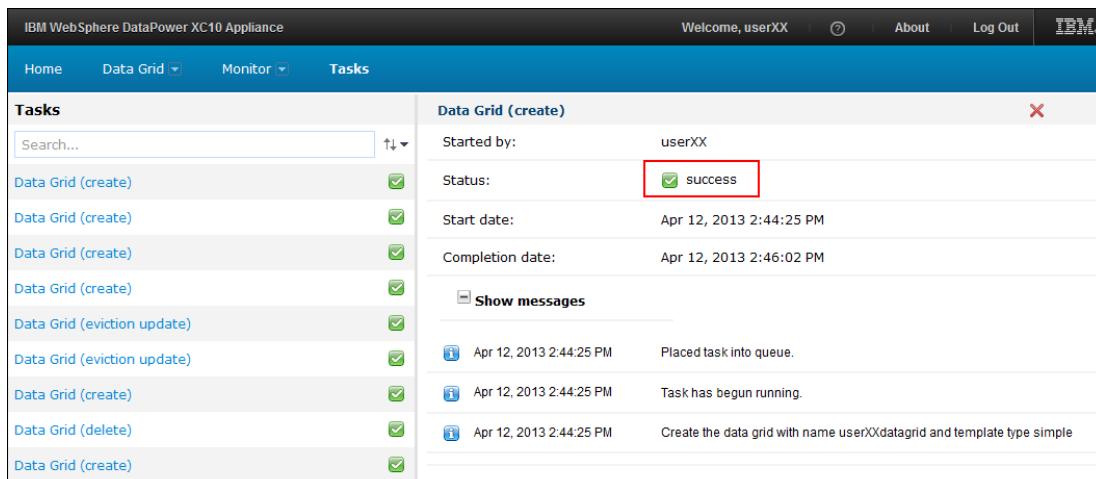 IBM WebSphere DataPower XC10 Appliance
Welcome, userXX
?
About
Log Out
IBM.
Home
Data Grid
Monitor
Tasks
Tasks
Search...
Data Grid (create)
Data Grid (create)
Data Grid (create)
Data Grid (create)
Data Grid (eviction update)
Data Grid (eviction update)
Data Grid (create)
Data Grid (delete)
Data Grid (create)
Data Grid (create)
Started by: userXX
Status: success
Start date: Apr 12, 2013 2:44:25 PM
Completion date: Apr 12, 2013 2:46:02 PM
Show messages
Apr 12, 2013 2:44:25 PM Placed task into queue.
Apr 12, 2013 2:44:25 PM Task has begun running.
Apr 12, 2013 2:44:25 PM Create the data grid with name userXXdatagrid and template type simple